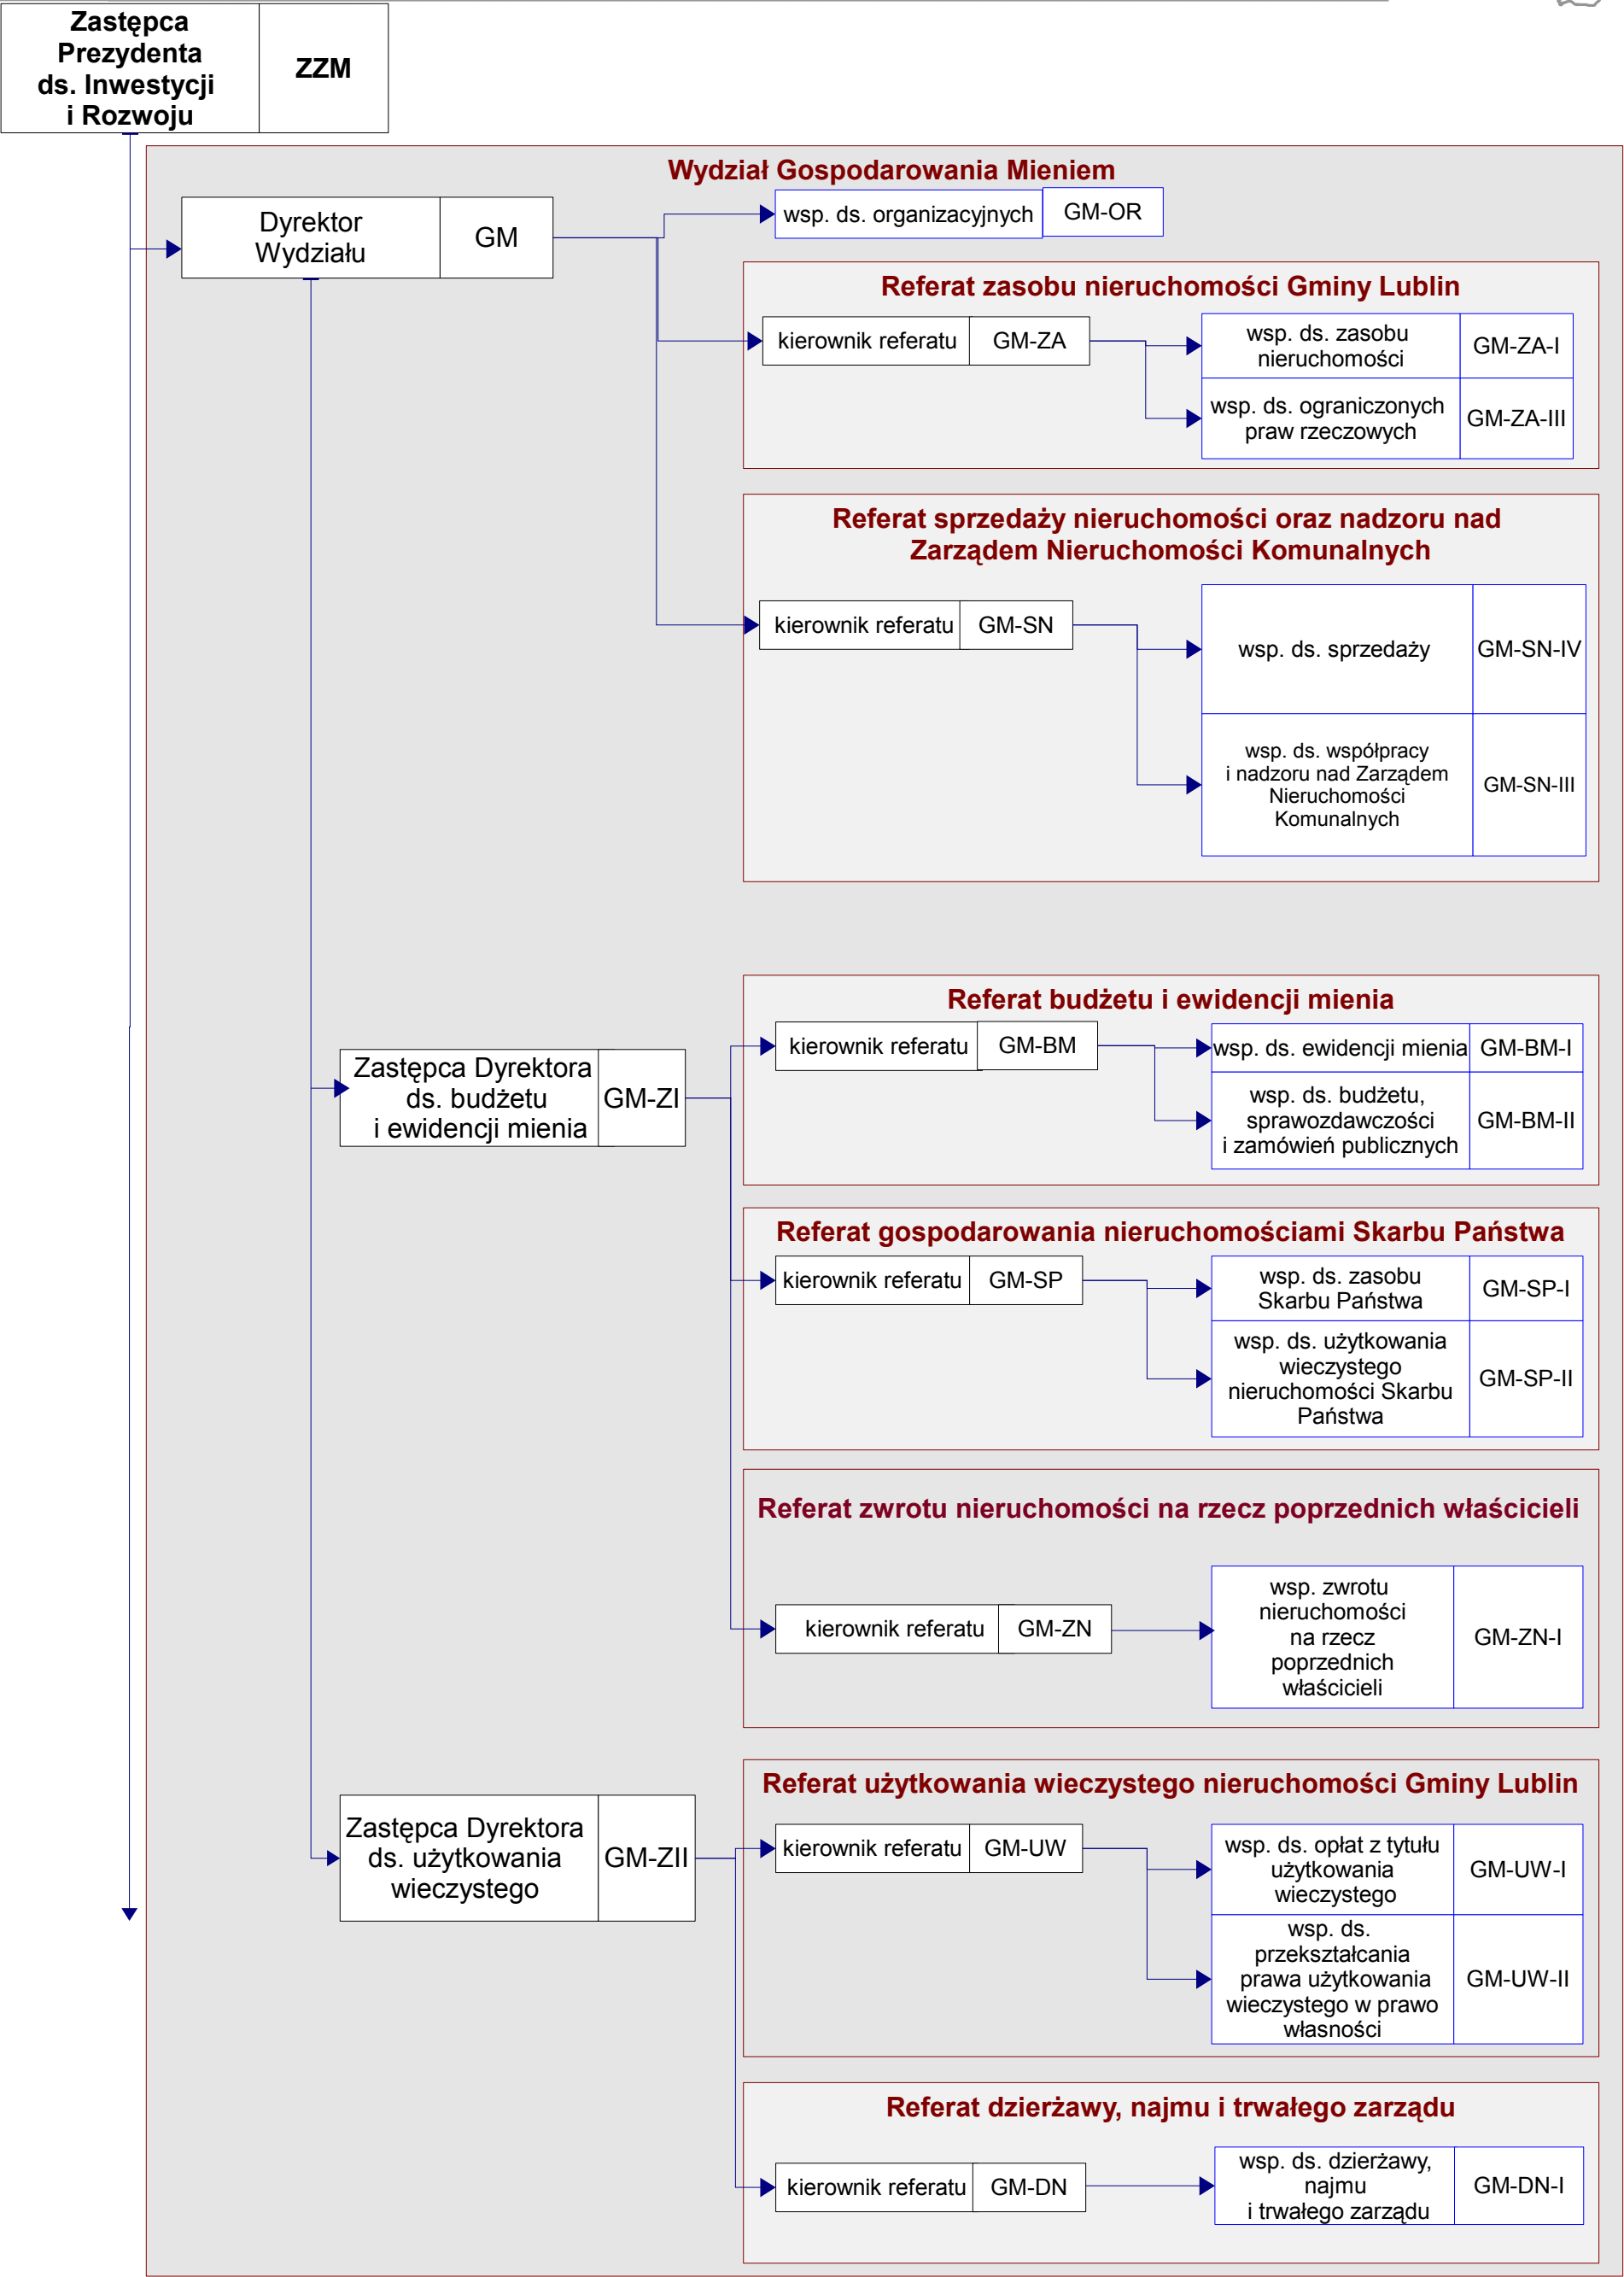 Zastępca
Prezydenta
ds. Inwestycji
i Rozwoju
ZZM
Wydział Gospodarowania Mieniem
Dyrektor
Wydziału
GM
wsp. ds. organizacyjnych
GM-OR
Referat zasobu nieruchomości Gminy Lublin
kierownik referatu
GM-ZA
wsp. ds. zasobu
nieruchomości
GM-ZA-I
wsp. ds. ograniczonych
praw rzeczowych
GM-ZA-III
Referat sprzedaży nieruchomości oraz nadzoru nad
Zarządem Nieruchomości Komunalnych
kierownik referatu
GM-SN
wsp. ds. sprzedaży
GM-SN-IV
wsp. ds. współpracy
i nadzoru nad Zarządem
Nieruchomości
Komunalnych
GM-SN-III
Zastępca Dyrektora
ds. budżetu
i ewidencji mienia
GM-ZI
Referat budżetu i ewidencji mienia
kierownik referatu
GM-BM
wsp. ds. ewidencji mienia
GM-BM-I
wsp. ds. budżetu,
sprawozdawczości
i zamówień publicznych
GM-BM-II
Referat gospodarowania nieruchomościami Skarbu Państwa
kierownik referatu
GM-SP
wsp. ds. zasobu
Skarbu Państwa
GM-SP-I
wsp. ds. użytkowania
wieczystego
nieruchomości Skarbu
Państwa
GM-SP-II
Referat zwrotu nieruchomości na rzecz poprzednich właścicieli
kierownik referatu
GM-ZN
wsp. zwrotu
nieruchomości
na rzecz
poprzednich
właścicieli
GM-ZN-I
Zastępca Dyrektora
ds. użytkowania
wieczystego
GM-ZII
Referat użytkowania wieczystego nieruchomości Gminy Lublin
kierownik referatu
GM-UW
wsp. ds. opłat z tytułu
użytkowania
wieczystego
GM-UW-I
wsp. ds.
przekształcania
prawa użytkowania
wieczystego w prawo
własności
GM-UW-II
Referat dzierżawy, najmu i trwałego zarządu
kierownik referatu
GM-DN
wsp. ds. dzierżawy,
najmu
i trwałego zarządu
GM-DN-I